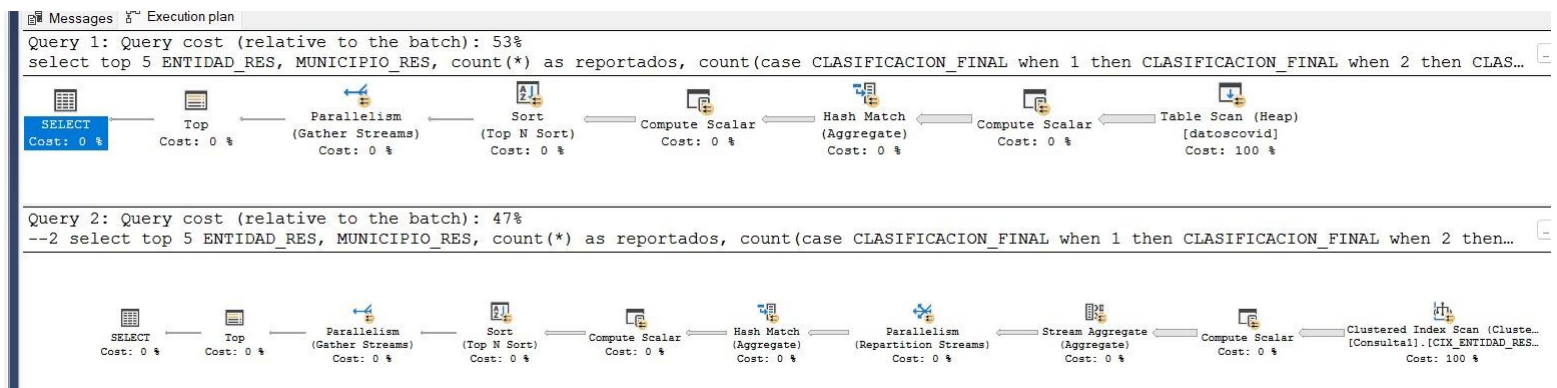 Messages Execution plan
Query 1: Query cost (relative to the batch): 53%
select top 5 ENTIDAD_RES, MUNICIPIO_RES, count(*) as reportados, count(case CLASIFICACION_FINAL when 1 then CLASIFICACION_FINAL when 2 then CLAS…
SELECT
Cost: 0 %
Top
Cost: 0 %
Parallelism
(Gather Streams)
Cost: 0 %
Sort
(Top N Sort)
Cost: 0 %
Compute Scalar
Cost: 0 %
Hash Match
(Aggregate)
Cost: 0 %
Compute Scalar
Cost: 0 %
Table Scan (Heap)
[datoscovid]
Cost: 100 %
Query 2: Query cost (relative to the batch): 47%
--2 select top 5 ENTIDAD_RES, MUNICIPIO_RES, count(*) as reportados, count(case CLASIFICACION_FINAL when 1 then CLASIFICACION_FINAL when 2 then…
SELECT
Cost: 0 %
Top
Cost: 0 %
Parallelism
(Gather Streams)
Cost: 0 %
Sort
(Top N Sort)
Cost: 0 %
Compute Scalar
Cost: 0 %
Hash Match
(Aggregate)
Cost: 0 %
Parallelism
(Repartition Streams)
Cost: 0 %
Stream Aggregate
(Aggregate)
Cost: 0 %
Compute Scalar
Cost: 0 %
Clustered Index Scan (Cluste…
[Consulta1].[CIX_ENTIDAD_RES…
Cost: 100 %